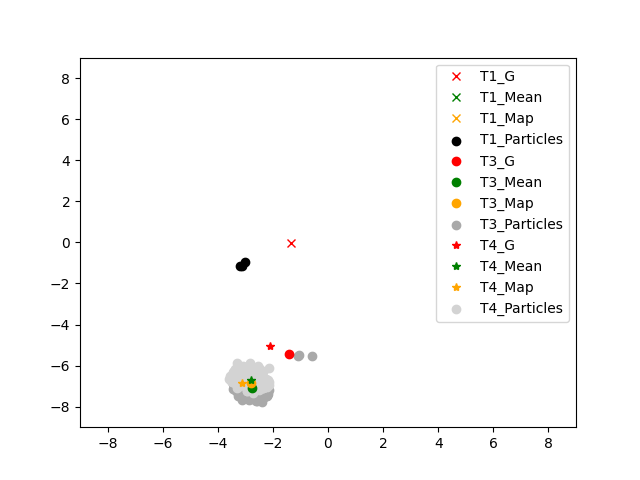 8
6
4
2
0
−2
−4
−6
−8
−8
−6
−4
−2
0
2
4
6
8
T1_G
T1_Mean
T1_Map
T1_Particles
T3_G
T3_Mean
T3_Map
T3_Particles
T4_G
T4_Mean
T4_Map
T4_Particles